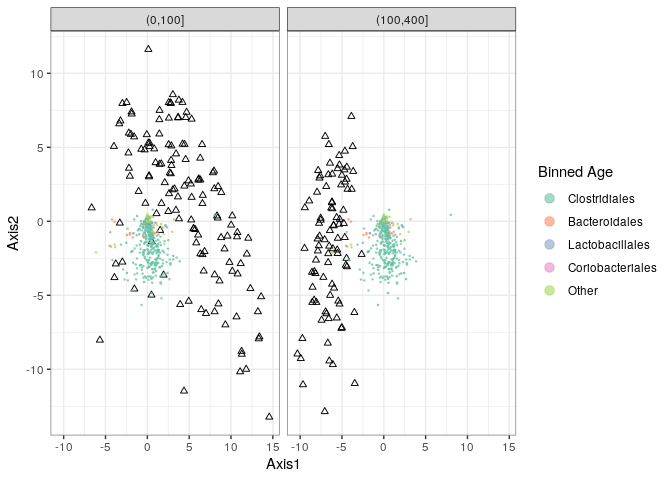 (0,100]
(100,400]
10
5
0
-5
-10
Axis2
-10 -5 0 5 10 15
-10 -5 0 5 10 15
Axis1
Binned Age
Clostridiales
Bacteroidales
Lactobacillales
Coriobacteriales
Other